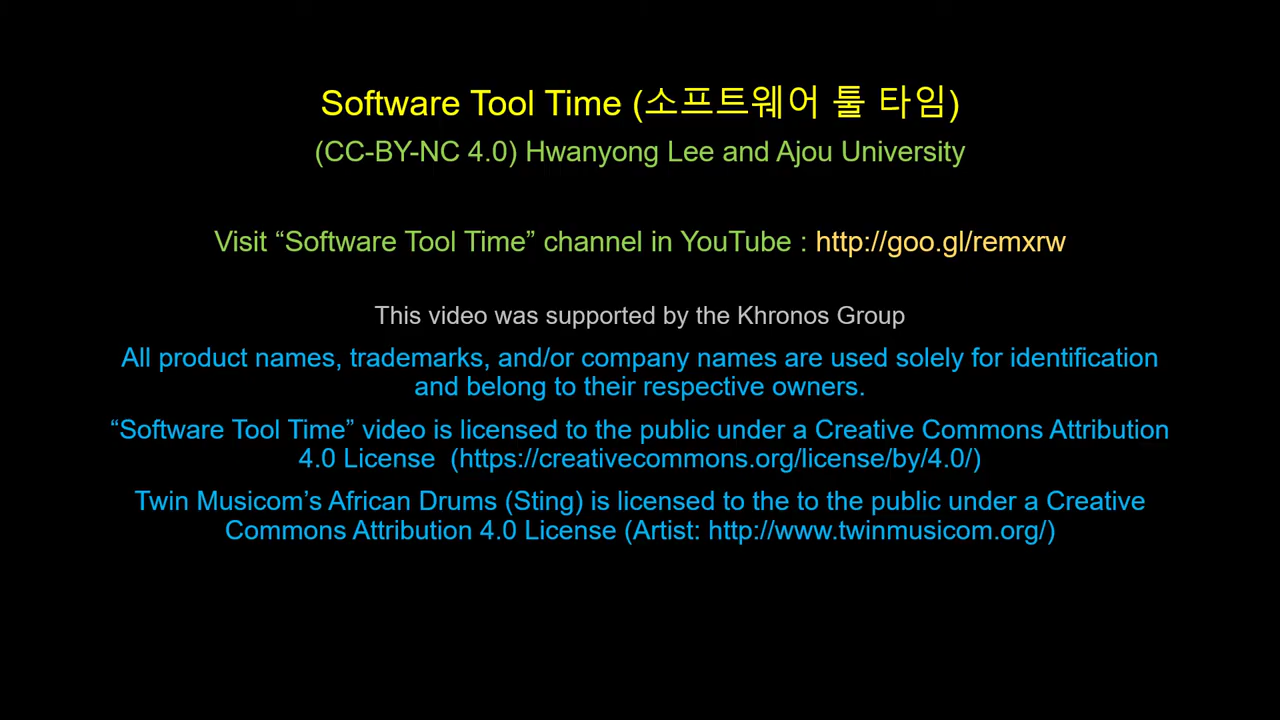 Software Tool Time (소프트웨어 툴 타임)
(CC-BY-NC 4.0) Hwanyong Lee and Ajou University
Visit “Software Tool Time” channel in YouTube : http://goo.gl/remxrw
This video was supported by the Khronos Group
All product names, trademarks, and/or company names are used solely for identification
and belong to their respective owners.
“Software Tool Time” video is licensed to the public under a Creative Commons Attribution
4.0 License  (https://creativecommons.org/license/by/4.0/)
Twin Musicom’s African Drums (Sting) is licensed to the to the public under a Creative
Commons Attribution 4.0 License (Artist: http://www.twinmusicom.org/)